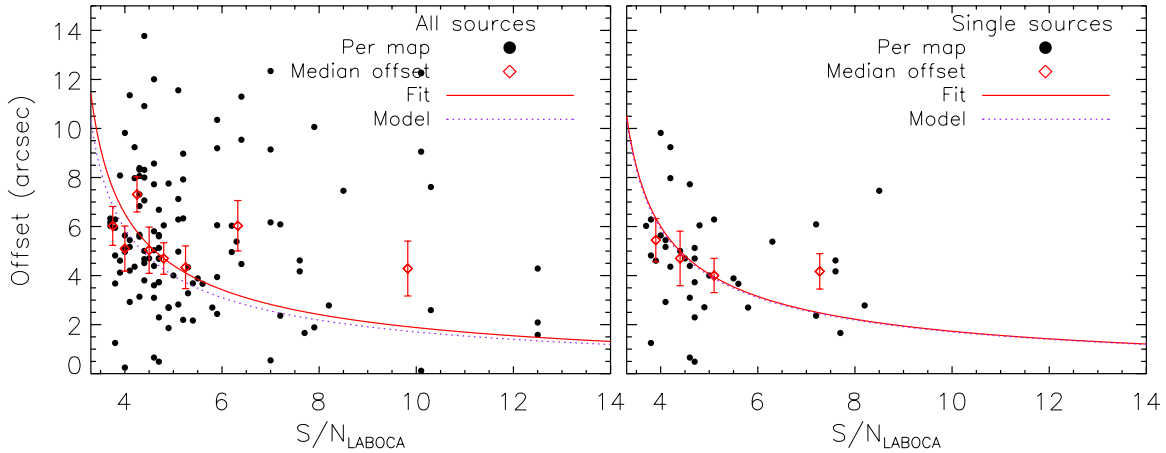 All sources
Per map
Median offset
Fit
Model
Single sources
Per map
Median offset
Fit
Model
Offset (arcsec)
14
12
10
8
6
4
2
0
4 6 8 10 12 14
4 6 8 10 12 14
S/N_LABOCA
S/N_LABOCA